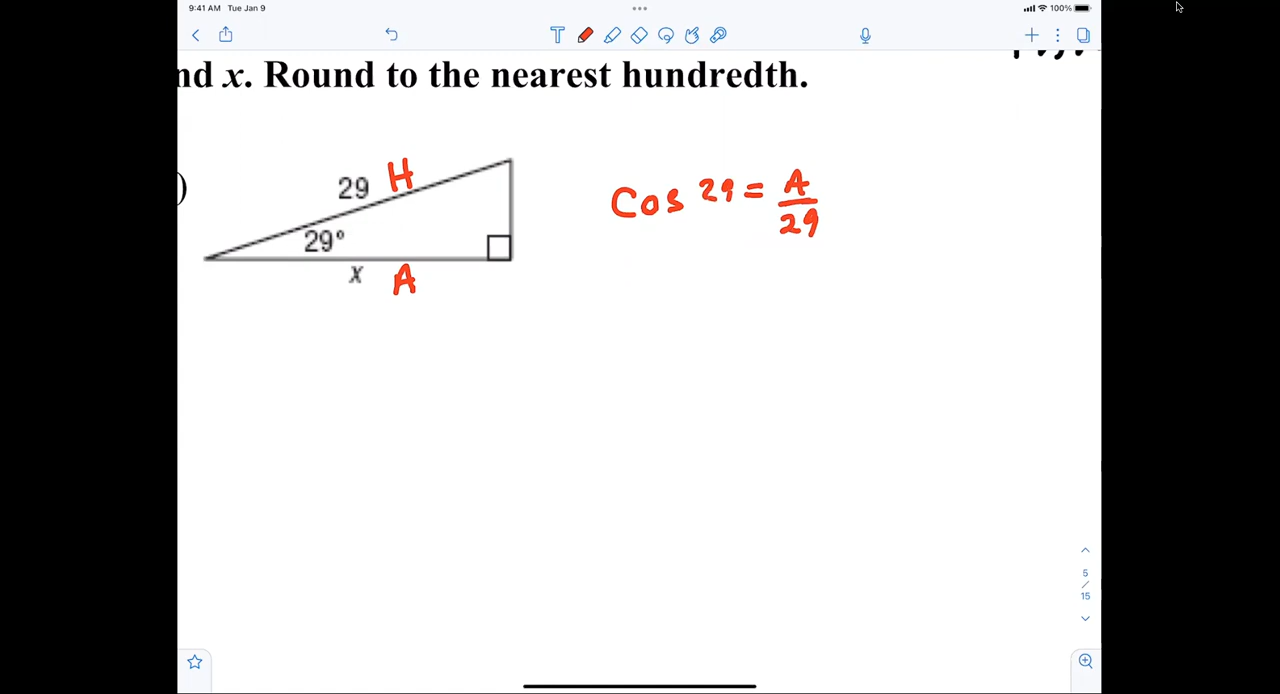 9:41 AM Tue Jan 9
100%
nd x. Round to the nearest hundredth.
)
29 H
29°
x A
Cos 29 = A
29
5
/
15